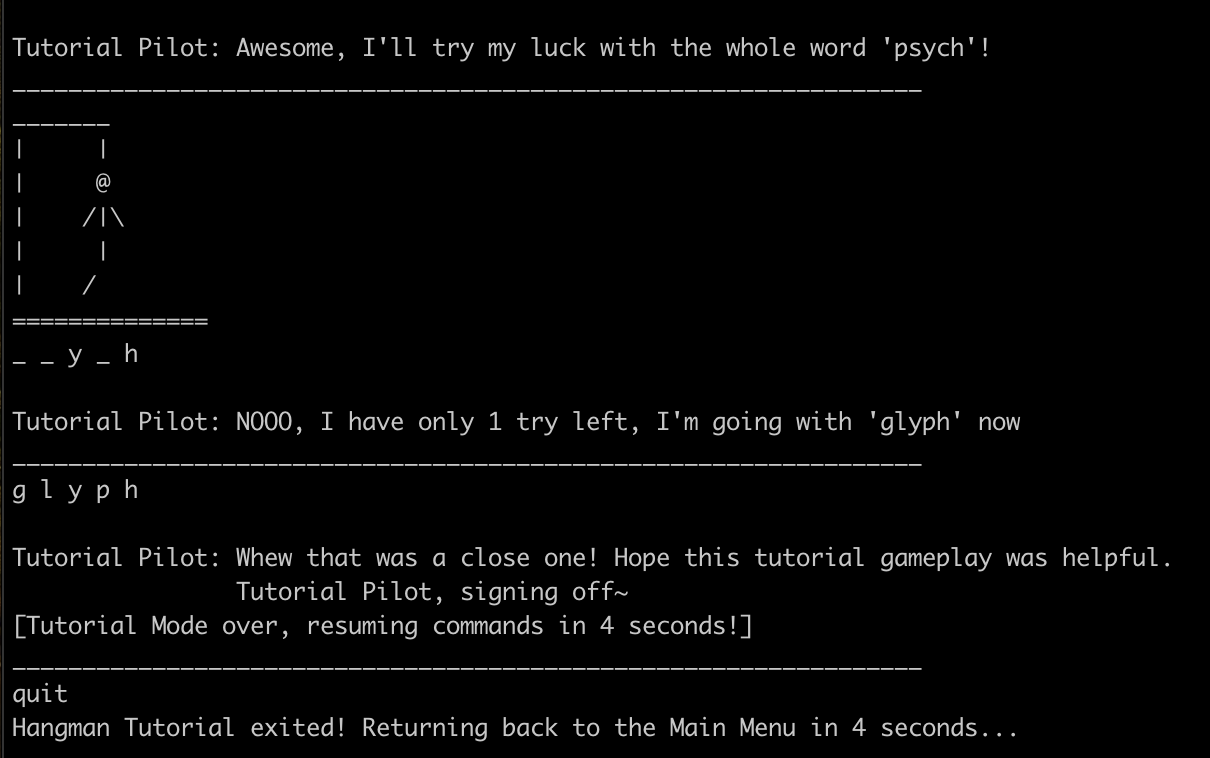 Tutorial Pilot: Awesome, I'll try my luck with the whole word 'psych'!
_________________________________________________________________
_______
|     |
|     @
|    /|\
|     |
|    /
==============
_ _ y _ h
Tutorial Pilot: NOOO, I have only 1 try left, I'm going with 'glyph' now
_________________________________________________________________
g l y p h
Tutorial Pilot: Whew that was a close one! Hope this tutorial gameplay was helpful.
                Tutorial Pilot, signing off~
[Tutorial Mode over, resuming commands in 4 seconds!]
_________________________________________________________________
quit
Hangman Tutorial exited! Returning back to the Main Menu in 4 seconds...